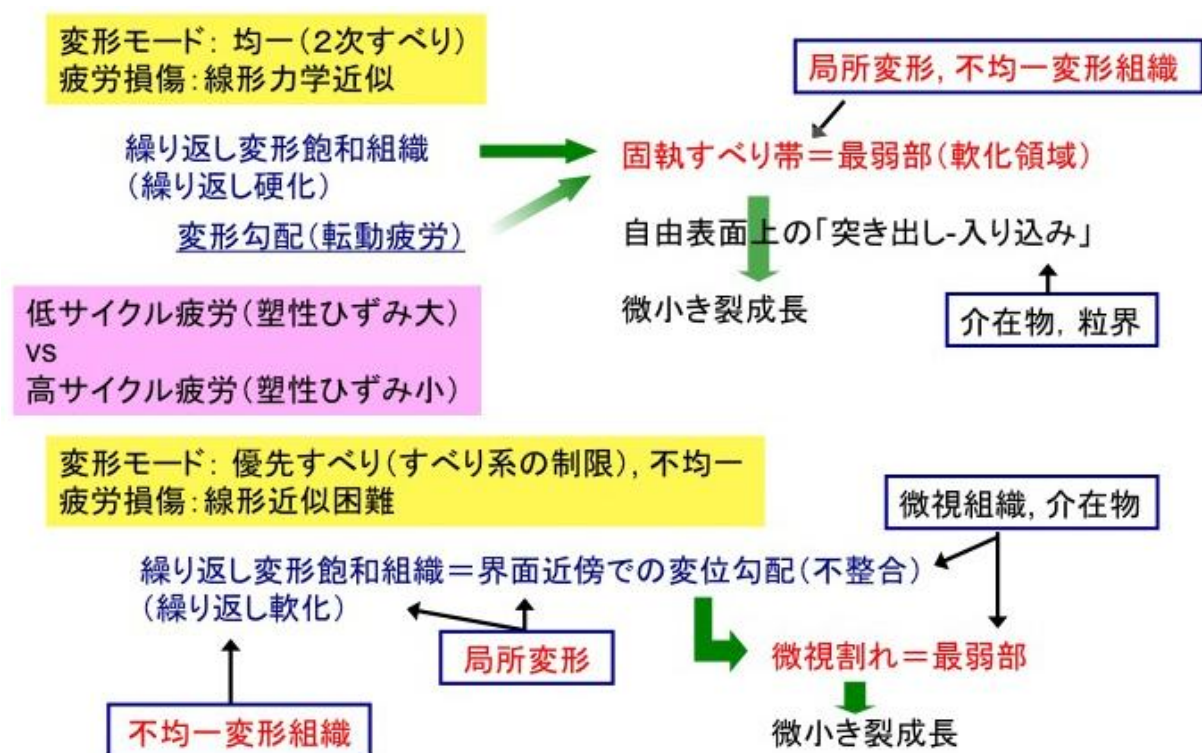 変形モード: 均一(2次すべり)
疲労損傷:線形力学近似
局所変形, 不均一変形組織
繰り返し変形飽和組織
(繰り返し硬化)
固執すべり帯=最弱部(軟化領域)
変形勾配(転動疲労)
自由表面上の「突き出し-入り込み」
微小き裂成長
介在物, 粒界
低サイクル疲労(塑性ひずみ大)
vs
高サイクル疲労(塑性ひずみ小)
変形モード: 優先すべり(すべり系の制限), 不均一
疲労損傷:線形近似困難
微視組織, 介在物
繰り返し変形飽和組織=界面近傍での変位勾配(不整合)
(繰り返し軟化)
局所変形
微視割れ=最弱部
不均一変形組織
微小き裂成長